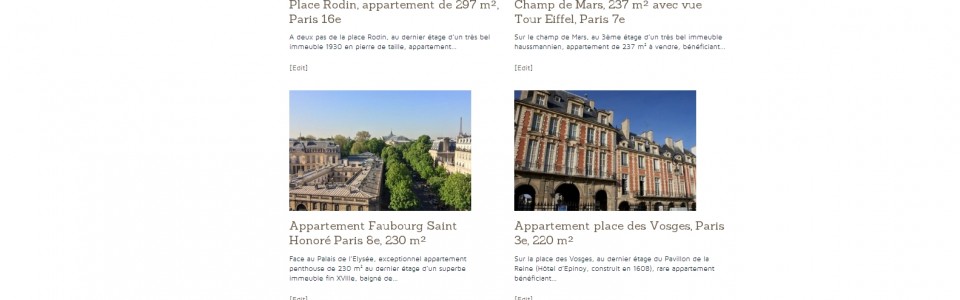 Place Rodin, appartement de 297 m²,
Paris 16e
A deux pas de la place Rodin, au dernier étage d'un très bel
immeuble 1930 en pierre de taille, appartement...
[Edit]
Champ de Mars, 237 m² avec vue
Tour Eiffel, Paris 7e
Sur le champ de Mars, au 3ème étage d'un très bel immeuble
haussmannien, appartement de 237 m² à vendre, bénéficiant...
[Edit]
Appartement Faubourg Saint
Honoré Paris 8e, 230 m²
Face au Palais de l'Elysée, exceptionnel appartement
penthouse de 230 m² au dernier étage d'un superbe
immeuble fin XVIIIe, baigné de...
[Edit]
Appartement place des Vosges, Paris
3e, 220 m²
Sur la place des Vosges, au dernier étage du Pavillon de la
Reine (Hôtel d'Epinoy, construit en 1608), rare appartement
bénéficiant...
[Edit]